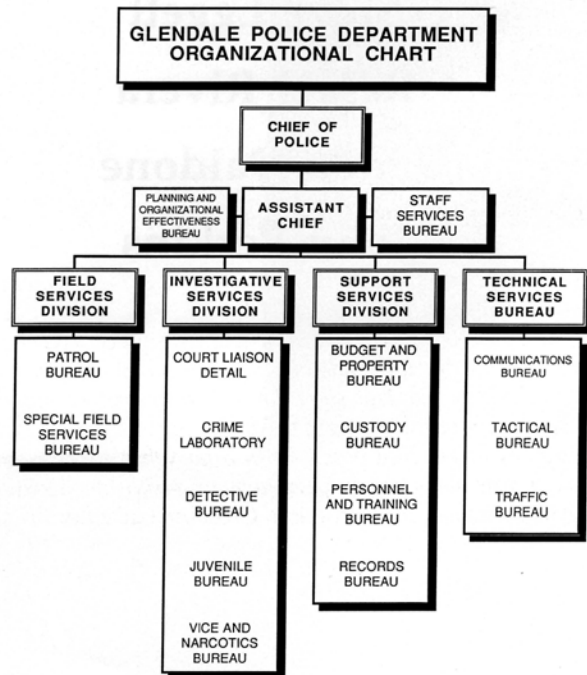 GLENDALE POLICE DEPARTMENT
ORGANIZATIONAL CHART
CHIEF OF
POLICE
PLANNING AND
ORGANIZATIONAL
EFFECTIVENESS
BUREAU
ASSISTANT
CHIEF
STAFF
SERVICES
BUREAU
FIELD
SERVICES
DIVISION
INVESTIGATIVE
SERVICES
DIVISION
SUPPORT
SERVICES
DIVISION
TECHNICAL
SERVICES
BUREAU
PATROL
BUREAU
SPECIAL FIELD
SERVICES
BUREAU
COURT LIAISON
DETAIL
CRIME
LABORATORY
DETECTIVE
BUREAU
JUVENILE
BUREAU
VICE AND
NARCOTICS
BUREAU
BUDGET AND
PROPERTY
BUREAU
CUSTODY
BUREAU
PERSONNEL
AND TRAINING
BUREAU
RECORDS
BUREAU
COMMUNICATIONS
BUREAU
TACTICAL
BUREAU
TRAFFIC
BUREAU